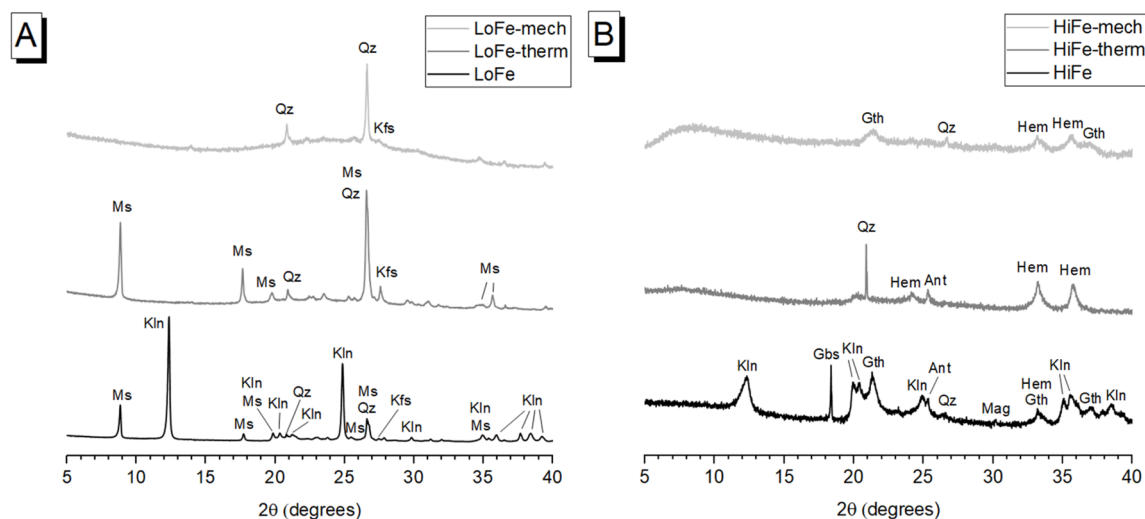 A
LoFe-mech
LoFe-therm
LoFe
Qz
Qz
Kfs
Ms
Qz
Ms
Ms
Ms
Qz
Kfs
Ms
Kln
Kln
Ms
Ms
Kln
Ms
Kln
Qz
Kln
Ms
Ms
Qz
Kfs
Kln
Kln
Ms
Kln
5 10 15 20 25 30 35 40
2θ (degrees)
B
HiFe-mech
HiFe-therm
HiFe
Gth
Qz
Hem
Hem
Gth
Qz
Hem
Ant
Hem
Hem
Kln
Gbs
Kln
Gth
Kln
Ant
Qz
Mag
Hem
Gth
Kln
Gth
Kln
5 10 15 20 25 30 35 40
2θ (degrees)